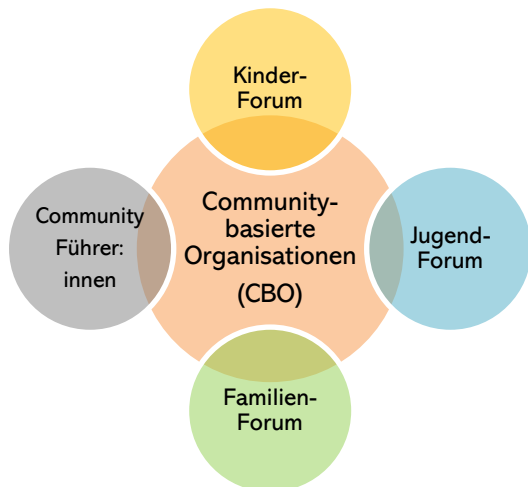 Kinder-
Forum
Community
Führer:
innen
Community-
basierte
Organisationen
(CBO)
Jugend-
Forum
Familien-
Forum